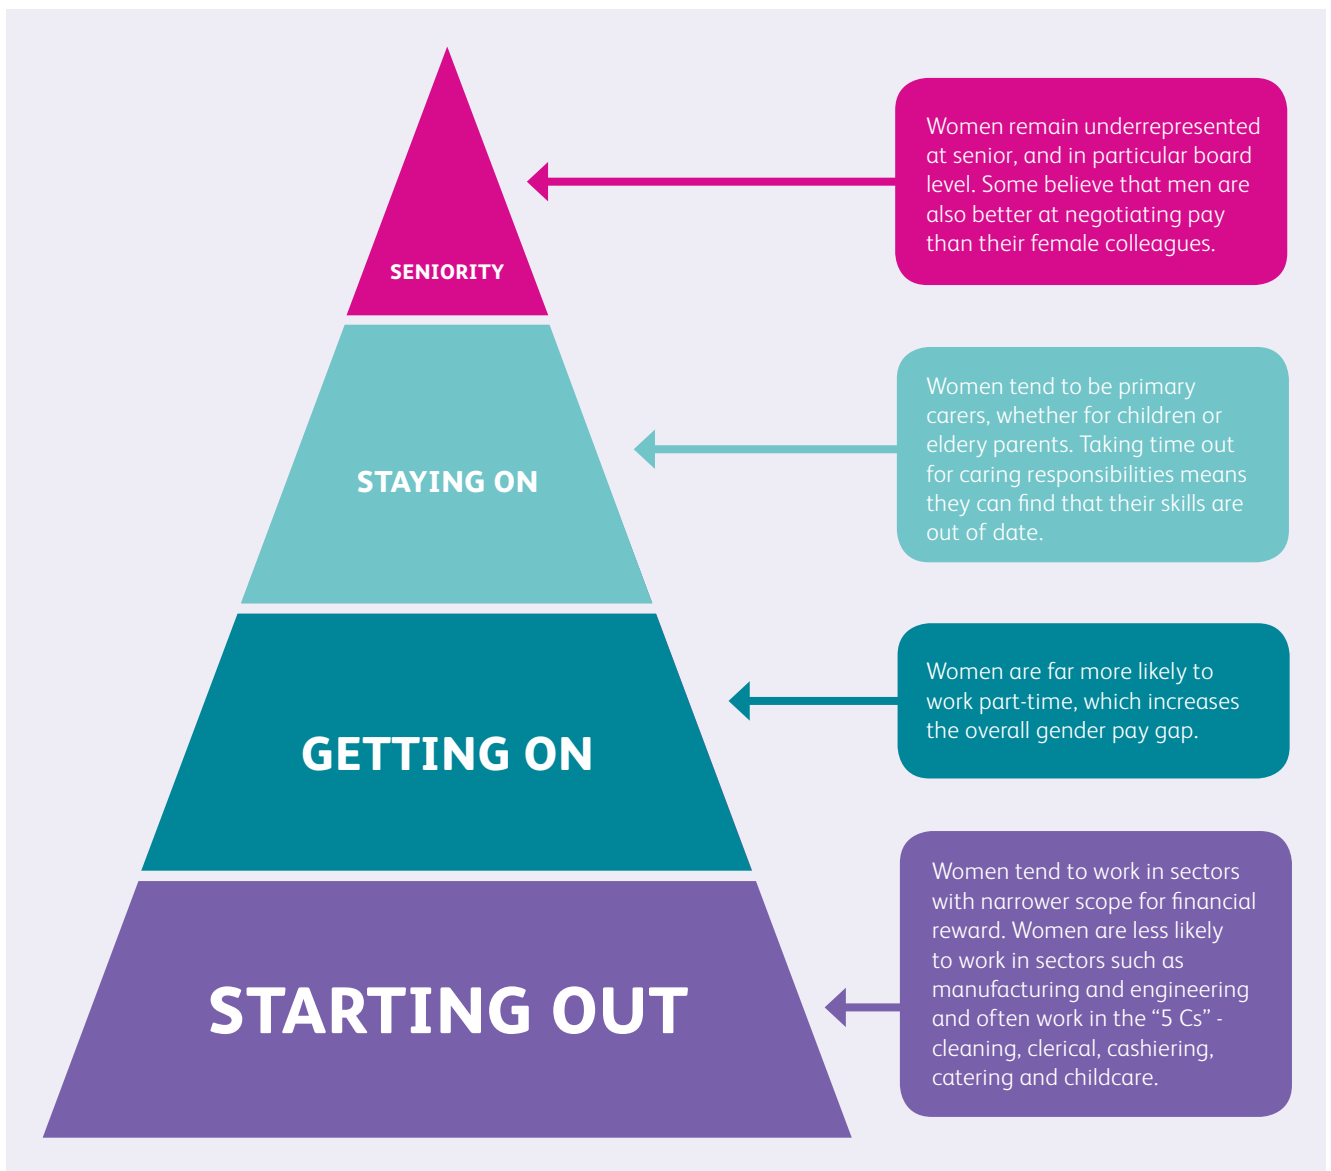 SENIORITY
Women remain underrepresented
at senior, and in particular board
level. Some believe that men are
also better at negotiating pay
than their female colleagues.
STAYING ON
Women tend to be primary
carers, whether for children or
eldery parents. Taking time out
for caring responsibilities means
they can find that their skills are
out of date.
GETTING ON
Women are far more likely to
work part-time, which increases
the overall gender pay gap.
STARTING OUT
Women tend to work in sectors
with narrower scope for financial
reward. Women are less likely
to work in sectors such as
manufacturing and engineering
and often work in the “5 Cs” -
cleaning, clerical, cashiering,
catering and childcare.